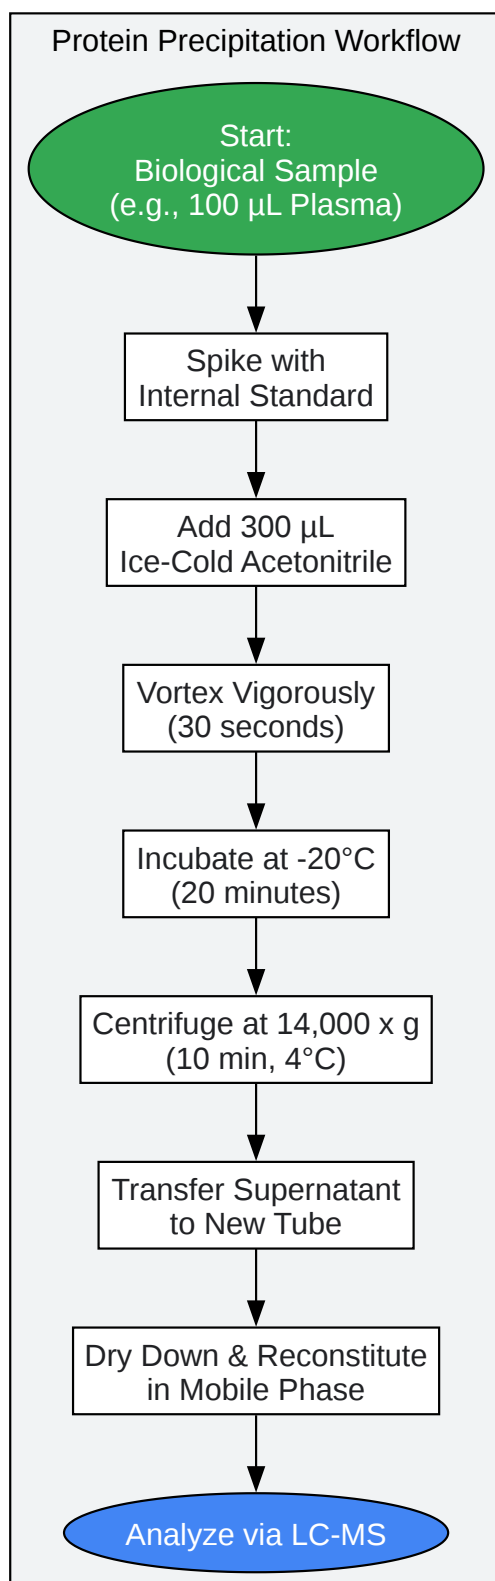 Protein Precipitation Workflow
Start:
Biological Sample
(e.g., 100 µL Plasma)
Spike with
Internal Standard
Add 300 µL
Ice-Cold Acetonitrile
Vortex Vigorously
(30 seconds)
Incubate at -20°C
(20 minutes)
Centrifuge at 14,000 x g
(10 min, 4°C)
Transfer Supernatant
to New Tube
Dry Down & Reconstitute
in Mobile Phase
Analyze via LC-MS